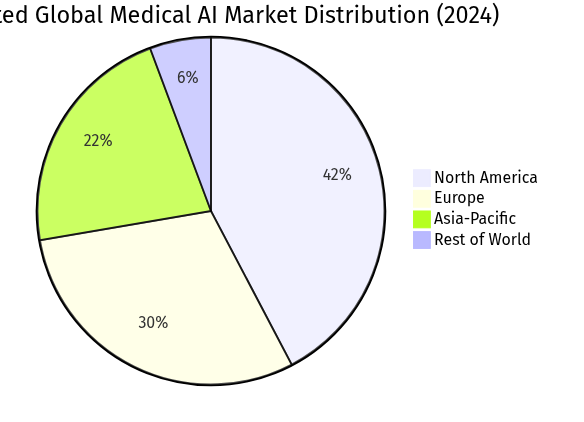 ted Global Medical AI Market Distribution (2024)
6%
22%
42%
30%
North America
Europe
Asia-Pacific
Rest of World